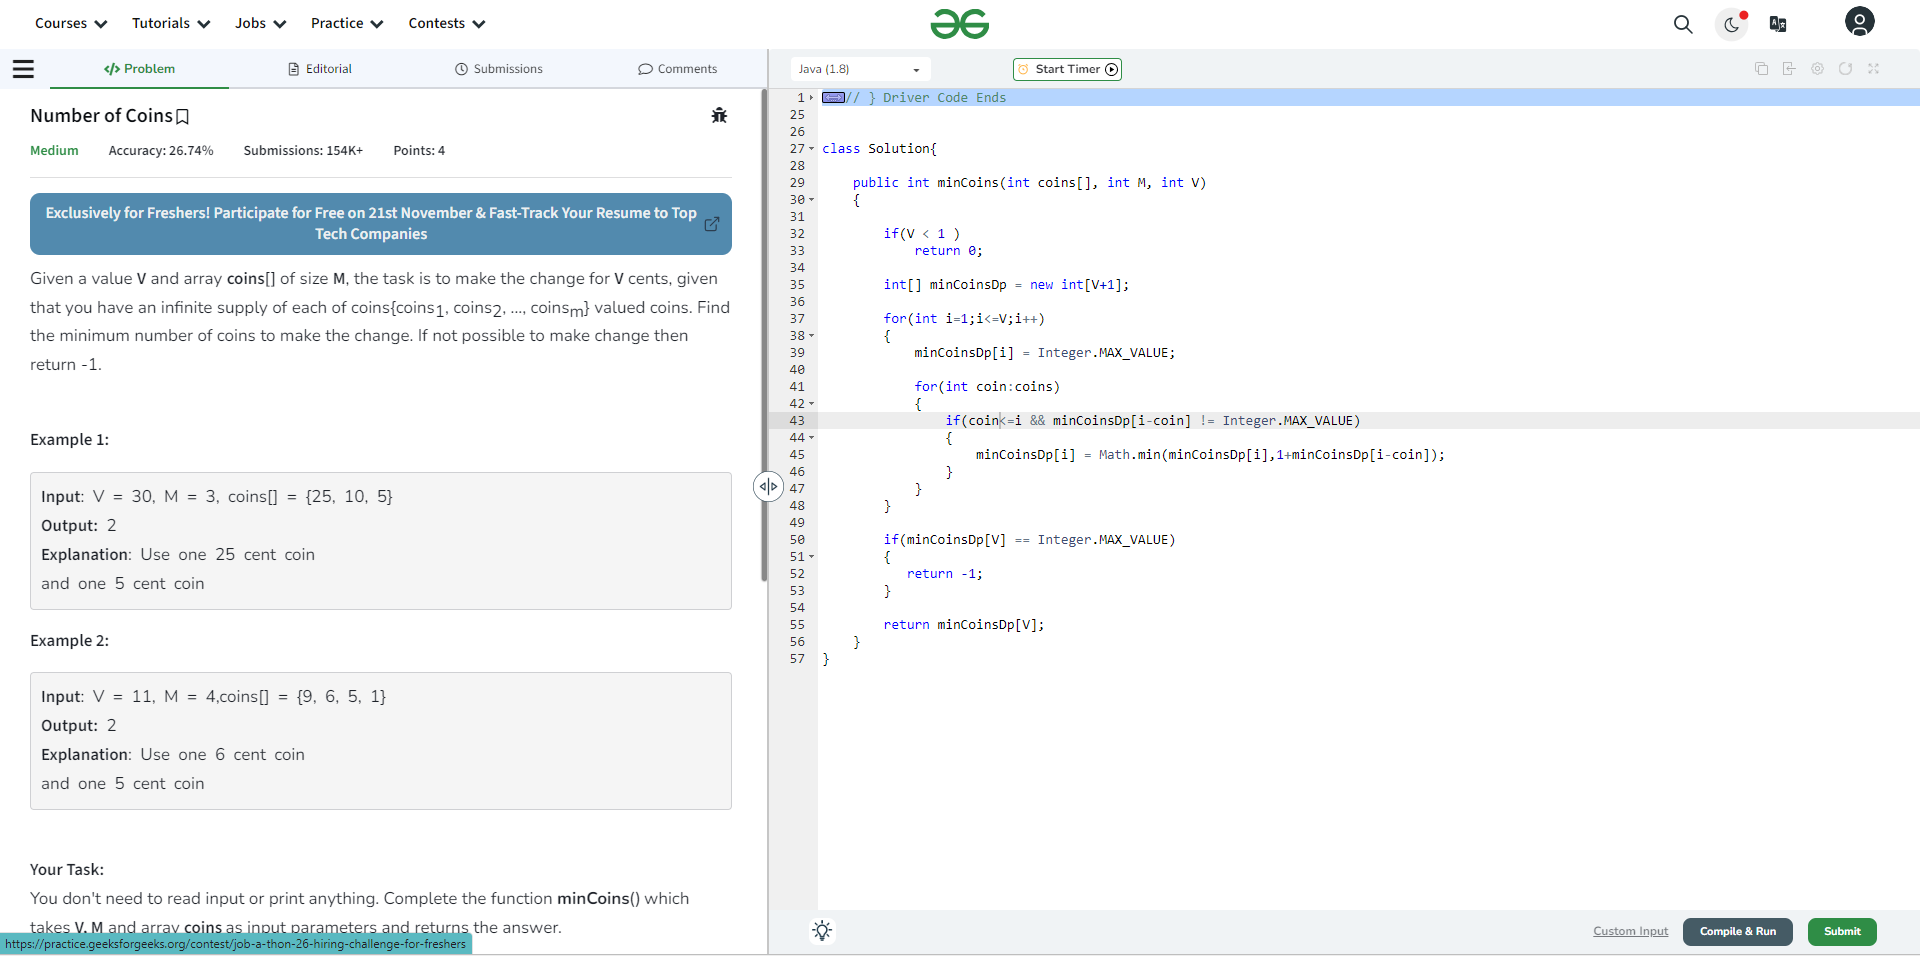 Courses Tutorials Jobs Practice Contests
Problem Editorial Submissions Comments
Java (1.8) Start Timer
Number of Coins
Medium Accuracy: 26.74% Submissions: 154K+ Points: 4
Exclusively for Freshers! Participate for Free on 21st November & Fast-Track Your Resume to Top
Tech Companies
Given a value V and array coins[] of size M, the task is to make the change for V cents, given
that you have an infinite supply of each of coins{coins1, coins2, ..., coinsm} valued coins. Find
the minimum number of coins to make the change. If not possible to make change then
return -1.
Example 1:
Input: V = 30, M = 3, coins[] = {25, 10, 5}
Output: 2
Explanation: Use one 25 cent coin
and one 5 cent coin
Example 2:
Input: V = 11, M = 4,coins[] = {9, 6, 5, 1}
Output: 2
Explanation: Use one 6 cent coin
and one 5 cent coin
Your Task:
You don't need to read input or print anything. Complete the function minCoins() which
takes V, M and array coins as input parameters and returns the answer.
https://practice.geeksforgeeks.org/contest/job-a-thon-26-hiring-challenge-for-freshers
1 // } Driver Code Ends
25
26
27 class Solution{
28
29 public int minCoins(int coins[], int M, int V)
30 {
31
32 if(V < 1 )
33 return 0;
34
35 int[] minCoinsDp = new int[V+1];
36
37 for(int i=1;i<=V;i++)
38 {
39 minCoinsDp[i] = Integer.MAX_VALUE;
40
41 for(int coin:coins)
42 {
43 if(coin<=i && minCoinsDp[i-coin] != Integer.MAX_VALUE)
44 {
45 minCoinsDp[i] = Math.min(minCoinsDp[i],1+minCoinsDp[i-coin]);
46 }
47 }
48 }
49
50 if(minCoinsDp[V] == Integer.MAX_VALUE)
51 {
52 return -1;
53 }
54
55 return minCoinsDp[V];
56 }
57 }
Custom Input Compile & Run Submit